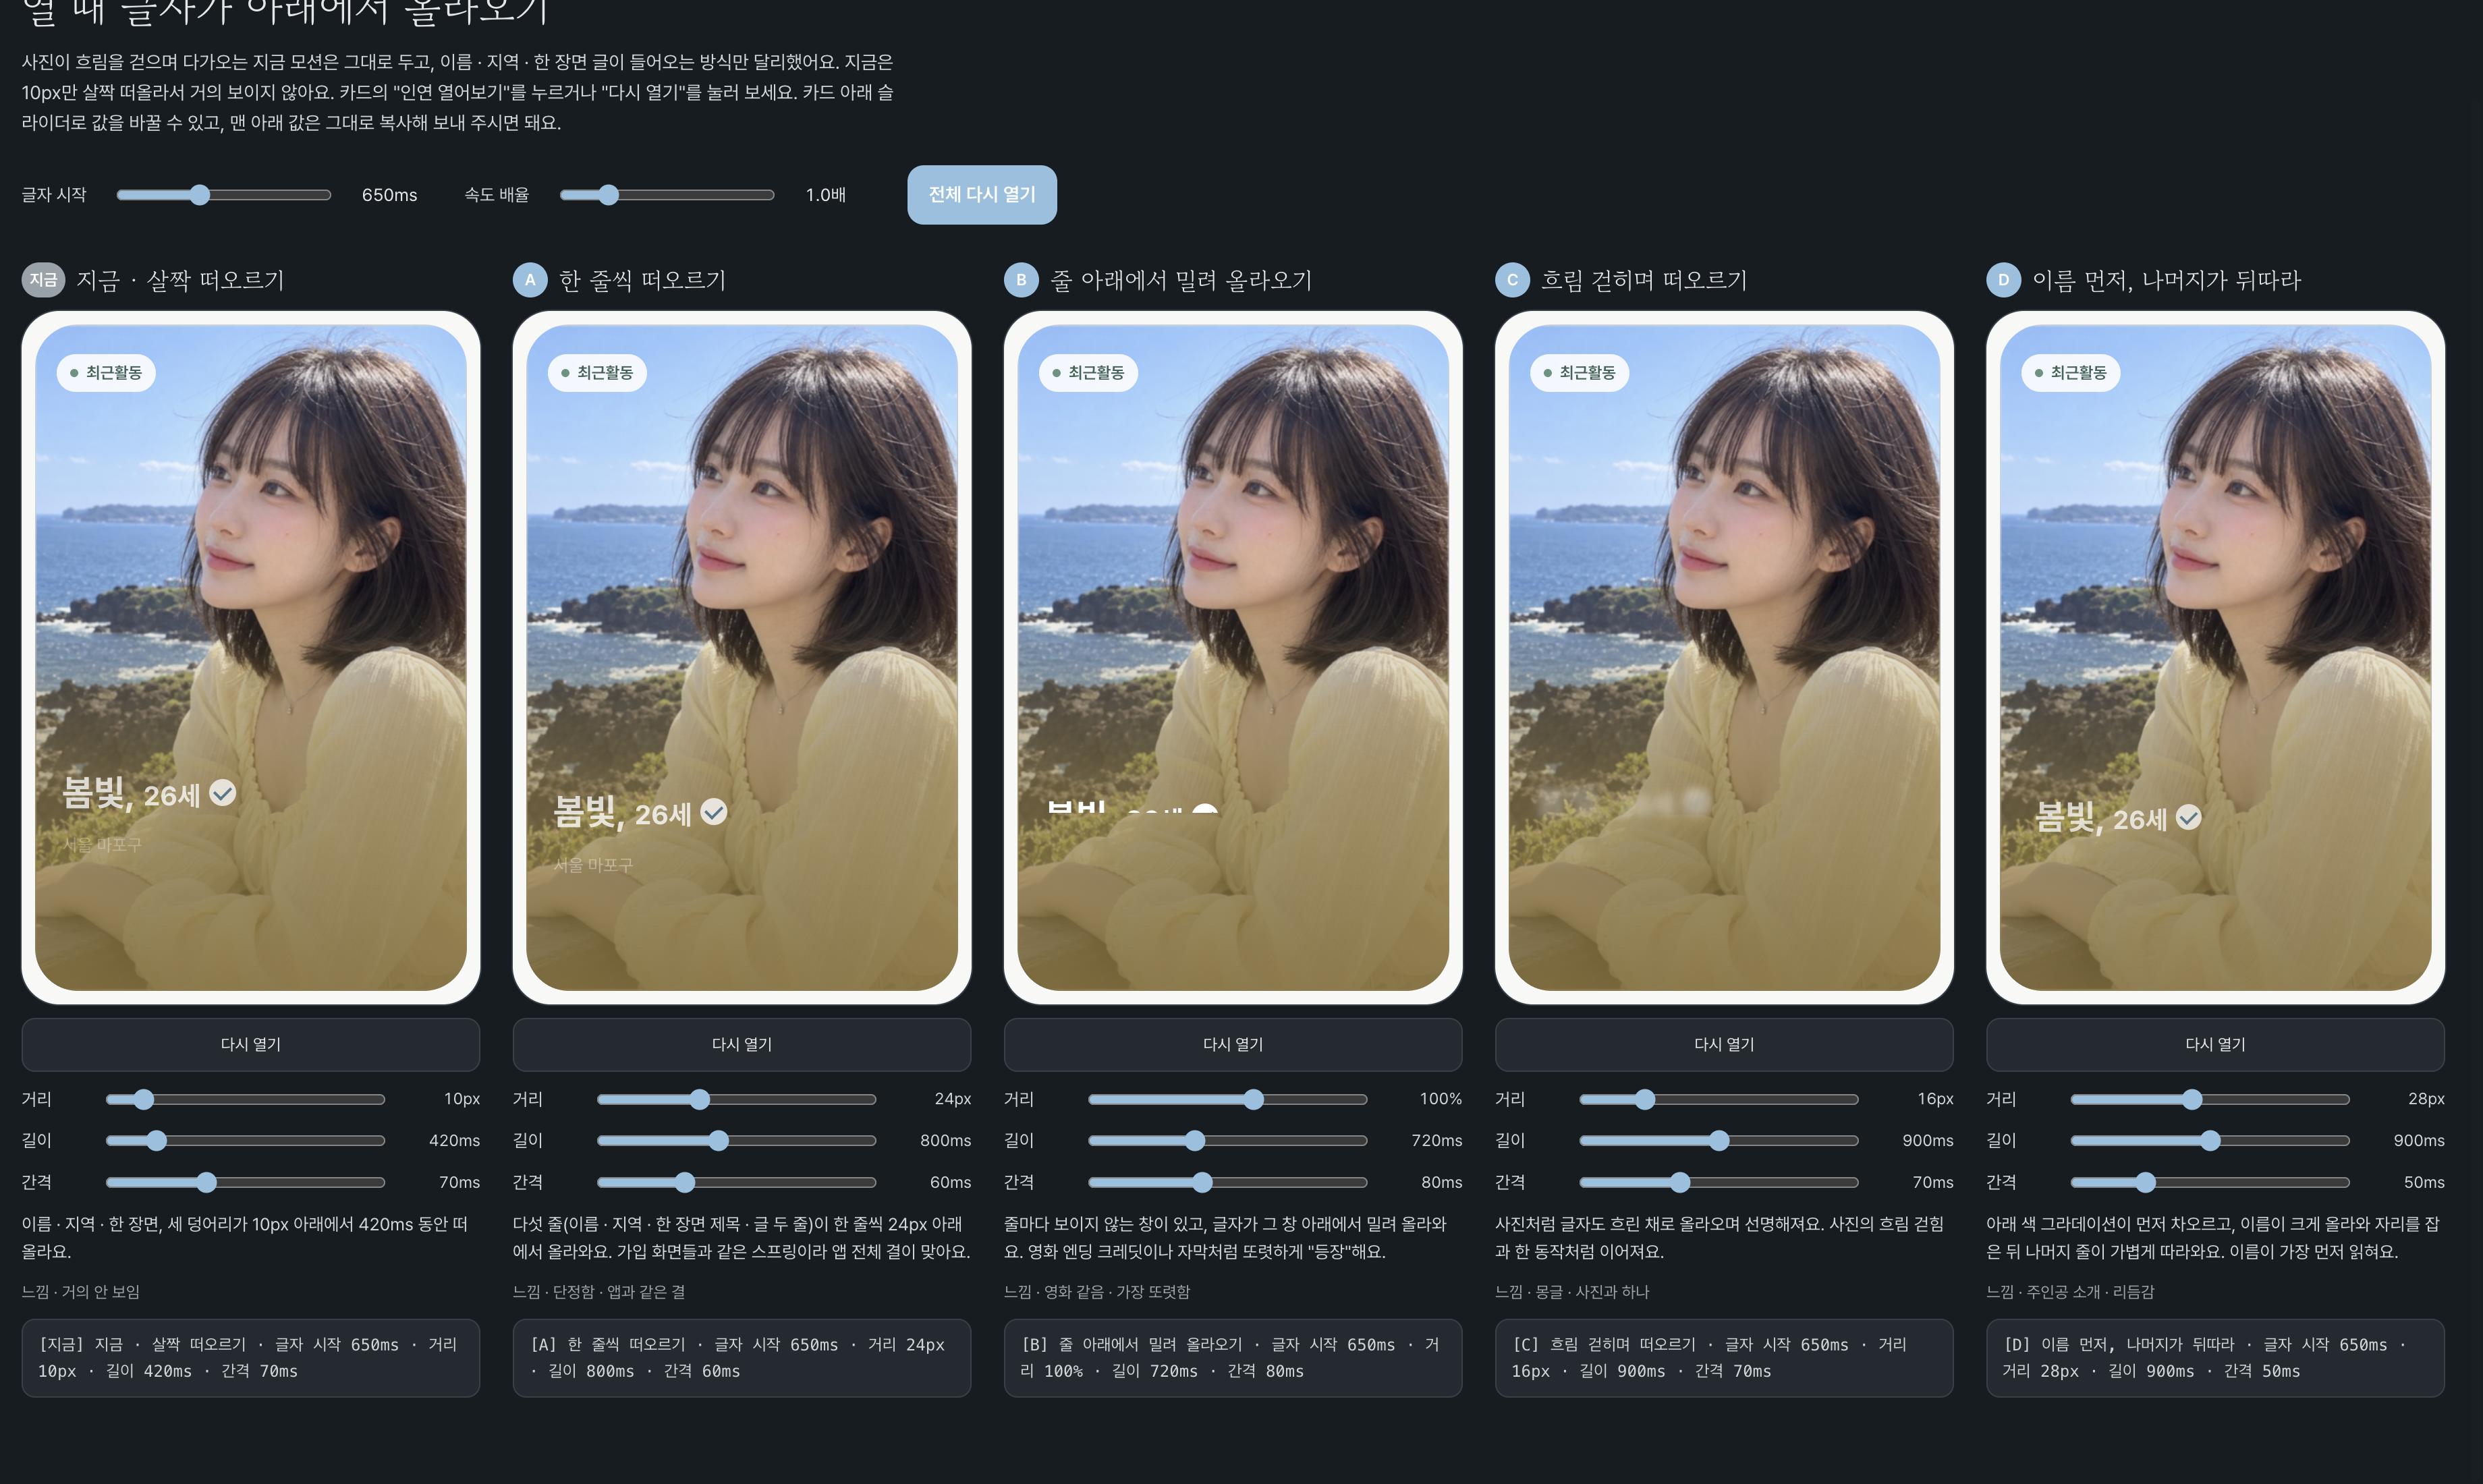 열 때 글자가 아래에서 올라오기
사진이 흐림을 걷으며 다가오는 지금 모션은 그대로 두고, 이름 · 지역 · 한 장면 글이 들어오는 방식만 달리했어요. 지금은
10px만 살짝 떠올라서 거의 보이지 않아요. 카드의 "인연 열어보기"를 누르거나 "다시 열기"를 눌러 보세요. 카드 아래 슬
라이더로 값을 바꿀 수 있고, 맨 아래 값은 그대로 복사해 보내 주시면 돼요.
글자 시작 650ms 속도 배율 1.0배 전체 다시 열기
지금 지금 · 살짝 떠오르기
최근활동
봄빛, 26세
서울 마포구
다시 열기
거리 10px
길이 420ms
간격 70ms
이름 · 지역 · 한 장면, 세 덩어리가 10px 아래에서 420ms 동안 떠
올라요.
느낌 · 거의 안 보임
[지금] 지금 · 살짝 떠오르기 · 글자 시작 650ms · 거리
10px · 길이 420ms · 간격 70ms
A 한 줄씩 떠오르기
최근활동
봄빛, 26세
서울 마포구
다시 열기
거리 24px
길이 800ms
간격 60ms
다섯 줄(이름 · 지역 · 한 장면 제목 · 글 두 줄)이 한 줄씩 24px 아래
에서 올라와요. 가입 화면들과 같은 스프링이라 앱 전체 결이 맞아요.
느낌 · 단정함 · 앱과 같은 결
[A] 한 줄씩 떠오르기 · 글자 시작 650ms · 거리 24px
· 길이 800ms · 간격 60ms
B 줄 아래에서 밀려 올라오기
최근활동
다시 열기
거리 100%
길이 720ms
간격 80ms
줄마다 보이지 않는 창이 있고, 글자가 그 창 아래에서 밀려 올라와
요. 영화 엔딩 크레딧이나 자막처럼 또렷하게 "등장"해요.
느낌 · 영화 같음 · 가장 또렷함
[B] 줄 아래에서 밀려 올라오기 · 글자 시작 650ms · 거
리 100% · 길이 720ms · 간격 80ms
C 흐림 걷히며 떠오르기
최근활동
다시 열기
거리 16px
길이 900ms
간격 70ms
사진처럼 글자도 흐린 채로 올라오며 선명해져요. 사진의 흐림 걷힘
과 한 동작처럼 이어져요.
느낌 · 몽글 · 사진과 하나
[C] 흐림 걷히며 떠오르기 · 글자 시작 650ms · 거리
16px · 길이 900ms · 간격 70ms
D 이름 먼저, 나머지가 뒤따라
최근활동
봄빛, 26세
다시 열기
거리 28px
길이 900ms
간격 50ms
아래 색 그라데이션이 먼저 차오르고, 이름이 크게 올라와 자리를 잡
은 뒤 나머지 줄이 가볍게 따라와요. 이름이 가장 먼저 읽혀요.
느낌 · 주인공 소개 · 리듬감
[D] 이름 먼저, 나머지가 뒤따라 · 글자 시작 650ms ·
거리 28px · 길이 900ms · 간격 50ms